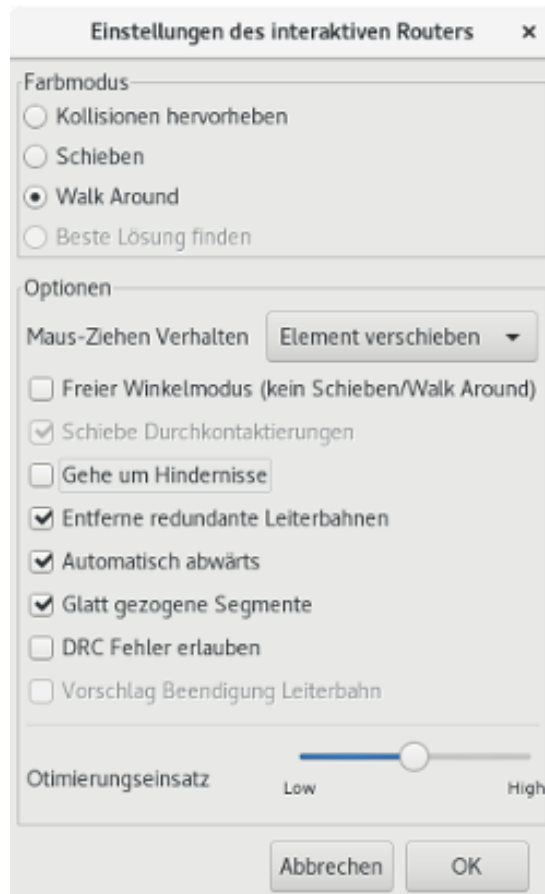 Einstellungen des interaktiven Routers
Farbmodus
Kollisionen hervorheben
Schieben
Walk Around
Beste Lösung finden
Optionen
Maus-Ziehen Verhalten Element verschieben
Freier Winkelmodus (kein Schieben/Walk Around)
Schiebe Durchkontaktierungen
Gehe um Hindernisse
Entferne redundante Leiterbahnen
Automatisch abwärts
Glatt gezogene Segmente
DRC Fehler erlauben
Vorschlag Beendigung Leiterbahn
Otimierungseinsatz
Low High
Abbrechen OK